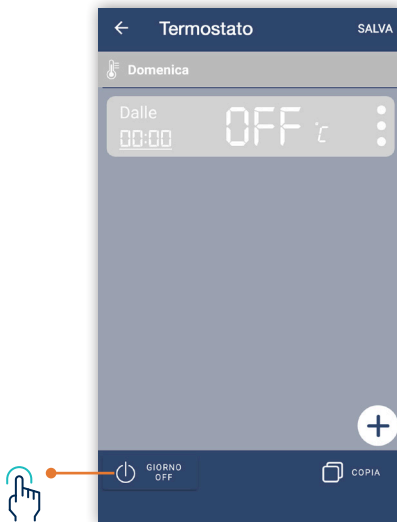 Termostato SALVA
Domenica
Dalle
00:00 OFF °C
GIORNO
OFF
COPIA